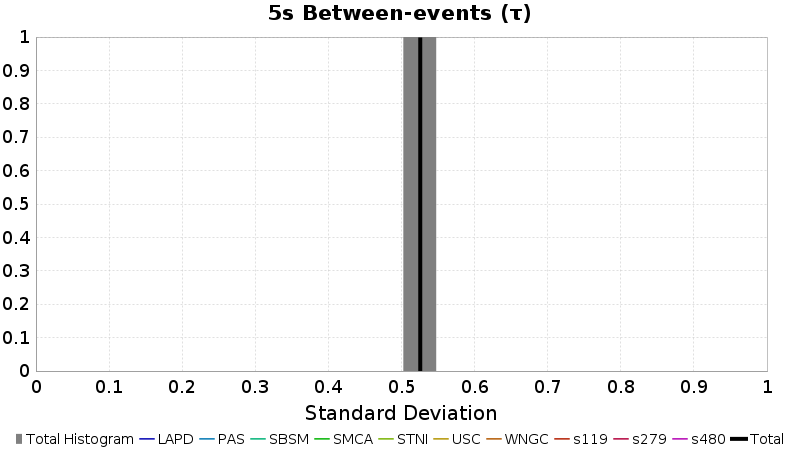 5s Between-events (τ)
1
0.9
0.8
0.7
0.6
0.5
0.4
0.3
0.2
0.1
0
0 0.1 0.2 0.3 0.4 0.5 0.6 0.7 0.8 0.9 1
Standard Deviation
Total Histogram LAPD PAS SBSM SMCA STNI USC WNGC s119 s279 s480 Total